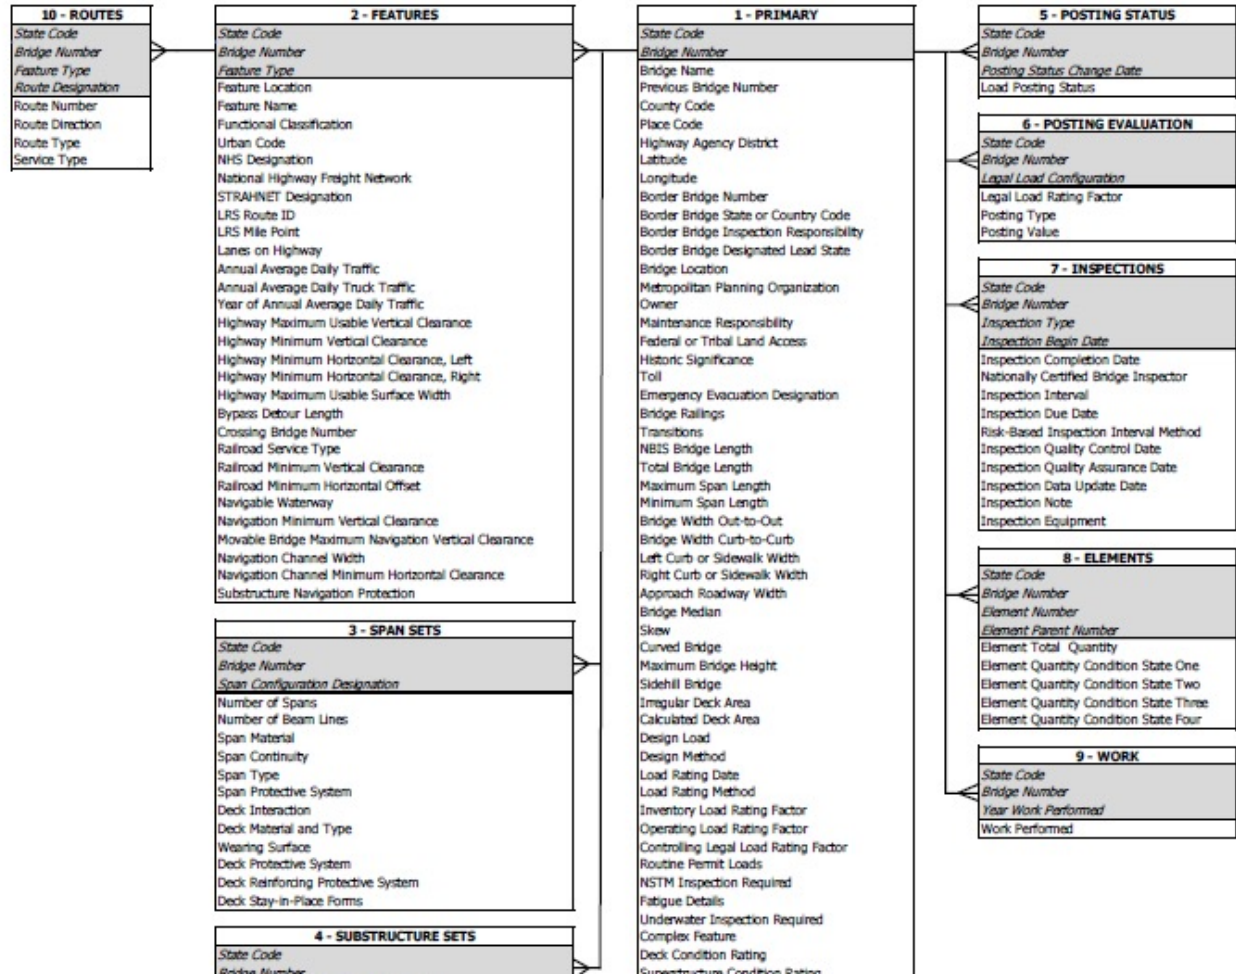 10 - ROUTES
State Code
Bridge Number
Feature Type
Route Designation
Route Number
Route Direction
Route Type
Service Type
2 - FEATURES
State Code
Bridge Number
Feature Type
Feature Location
Feature Name
Functional Classification
Urban Code
NHS Designation
National Highway Freight Network
STRAHNET Designation
LRS Route ID
LRS Mile Point
Lanes on Highway
Annual Average Daily Traffic
Annual Average Daily Truck Traffic
Year of Annual Average Daily Traffic
Highway Maximum Usable Vertical Clearance
Highway Minimum Vertical Clearance
Highway Minimum Horizontal Clearance, Left
Highway Minimum Horizontal Clearance, Right
Highway Maximum Usable Surface Width
Bypass Detour Length
Crossing Bridge Number
Railroad Service Type
Railroad Minimum Vertical Clearance
Railroad Minimum Horizontal Offset
Navigable Waterway
Navigation Minimum Vertical Clearance
Movable Bridge Maximum Navigation Vertical Clearance
Navigation Channel Width
Navigation Channel Minimum Horizontal Clearance
Substructure Navigation Protection
3 - SPAN SETS
State Code
Bridge Number
Span Configuration Designation
Number of Spans
Number of Beam Lines
Span Material
Span Continuity
Span Type
Span Protective System
Deck Interaction
Deck Material and Type
Wearing Surface
Deck Protective System
Deck Reinforcing Protective System
Deck Stay-in-Place Forms
4 - SUBSTRUCTURE SETS
State Code
Bridge Number
1 - PRIMARY
State Code
Bridge Number
Bridge Name
Previous Bridge Number
County Code
Place Code
Highway Agency District
Latitude
Longitude
Border Bridge Number
Border Bridge State or Country Code
Border Bridge Inspection Responsibility
Border Bridge Designated Lead State
Bridge Location
Metropolitan Planning Organization
Owner
Maintenance Responsibility
Federal or Tribal Land Access
Historic Significance
Toll
Emergency Evacuation Designation
Bridge Railings
Transitions
NBIS Bridge Length
Total Bridge Length
Maximum Span Length
Minimum Span Length
Bridge Width Out-to-Out
Bridge Width Curb-to-Curb
Left Curb or Sidewalk Width
Right Curb or Sidewalk Width
Approach Roadway Width
Bridge Median
Skew
Curved Bridge
Maximum Bridge Height
Sidehill Bridge
Irregular Deck Area
Calculated Deck Area
Design Load
Design Method
Load Rating Date
Load Rating Method
Inventory Load Rating Factor
Operating Load Rating Factor
Controlling Legal Load Rating Factor
Routine Permit Loads
NSTM Inspection Required
Fatigue Details
Underwater Inspection Required
Complex Feature
Deck Condition Rating
Superstructure Condition Rating
5 - POSTING STATUS
State Code
Bridge Number
Posting Status Change Date
Load Posting Status
6 - POSTING EVALUATION
State Code
Bridge Number
Legal Load Configuration
Legal Load Rating Factor
Posting Type
Posting Value
7 - INSPECTIONS
State Code
Bridge Number
Inspection Type
Inspection Begin Date
Inspection Completion Date
Nationally Certified Bridge Inspector
Inspection Interval
Inspection Due Date
Risk-Based Inspection Interval Method
Inspection Quality Control Date
Inspection Quality Assurance Date
Inspection Data Update Date
Inspection Note
Inspection Equipment
8 - ELEMENTS
State Code
Bridge Number
Element Number
Element Parent Number
Element Total Quantity
Element Quantity Condition State One
Element Quantity Condition State Two
Element Quantity Condition State Three
Element Quantity Condition State Four
9 - WORK
State Code
Bridge Number
Year Work Performed
Work Performed